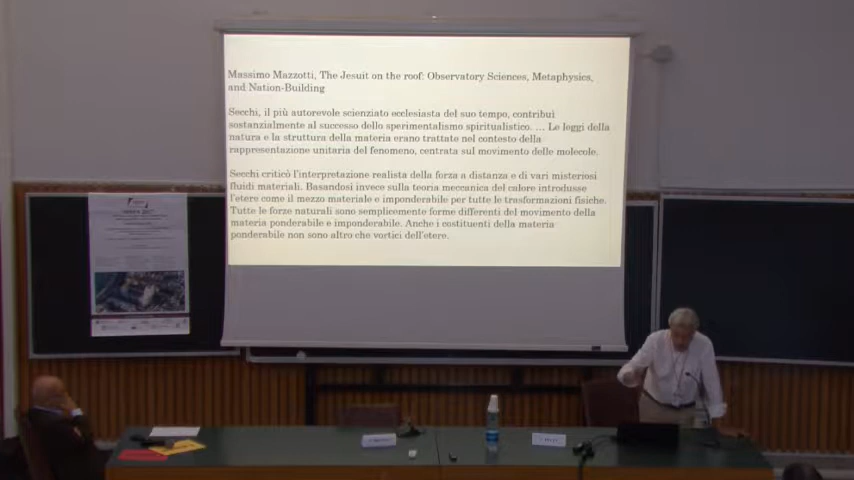 Massimo Mazzotti, The Jesuit on the roof: Observatory Sciences, Metaphysics,
and Nation-Building
Secchi, il più autorevole scienziato ecclesiasta del suo tempo, contribuì
sostanzialmente al successo dello sperimentalismo spiritualistico. … Le leggi della
natura e la struttura della materia erano trattate nel contesto della
rappresentazione unitaria del fenomeno, centrata sul movimento delle molecole.
Secchi criticò l'interpretazione realista della forza a distanza e di vari misteriosi
fluidi materiali. Basandosi invece sulla teoria meccanica del calore introdusse
l'etere come il mezzo materiale e imponderabile per tutte le trasformazioni fisiche.
Tutte le forze naturali sono semplicemente forme differenti del movimento della
materia ponderabile e imponderabile. Anche i costituenti della materia
ponderabile non sono altro che vortici dell'etere.